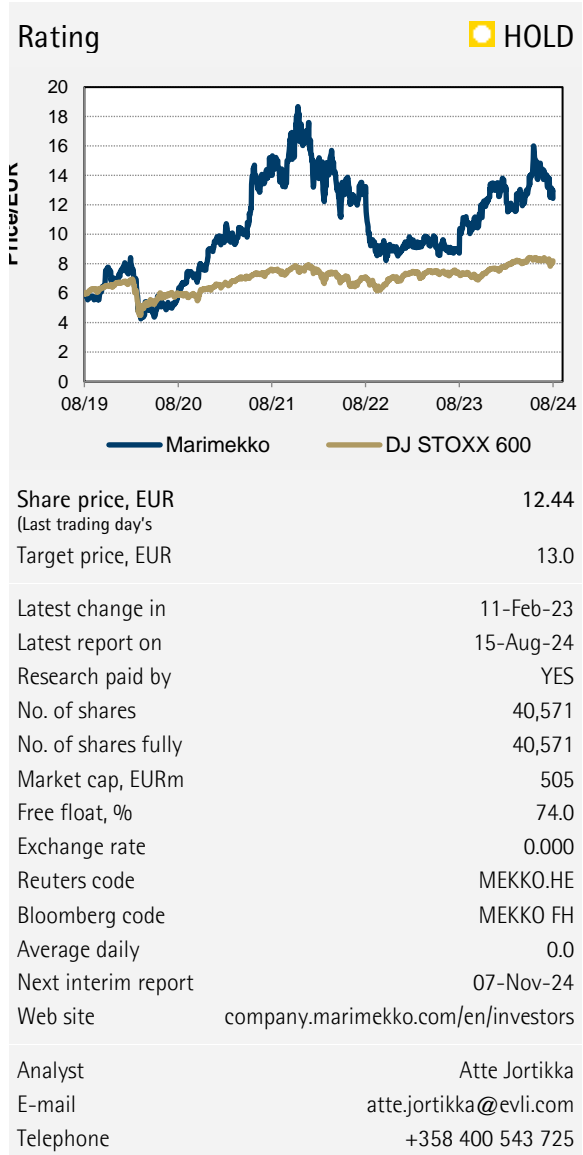 Rating HOLD
Price/EUR
20
18
16
14
12
10
8
6
4
2
0
08/19 08/20 08/21 08/22 08/23 08/24
Marimekko DJ STOXX 600
Share price, EUR 12.44
(Last trading day's
Target price, EUR 13.0
Latest change in 11-Feb-23
Latest report on 15-Aug-24
Research paid by YES
No. of shares 40,571
No. of shares fully 40,571
Market cap, EURm 505
Free float, % 74.0
Exchange rate 0.000
Reuters code MEKKO.HE
Bloomberg code MEKKO FH
Average daily 0.0
Next interim report 07-Nov-24
Web site company.marimekko.com/en/investors
Analyst Atte Jortikka
E-mail atte.jortikka@evli.com
Telephone +358 400 543 725